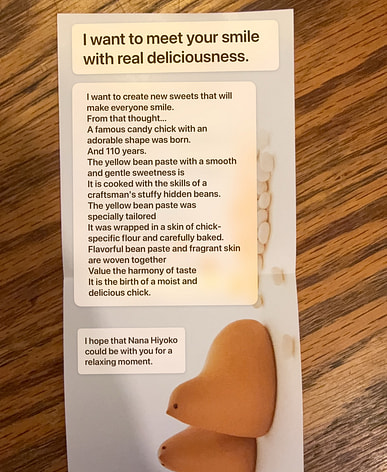 I want to meet your smile
with real deliciousness.
I want to create new sweets that will
make everyone smile.
From that thought...
A famous candy chick with an
adorable shape was born.
And 110 years.
The yellow bean paste with a smooth
and gentle sweetness is
It is cooked with the skills of a
craftsman's stuffy hidden beans.
The yellow bean paste was
specially tailored
It was wrapped in a skin of chick-
specific flour and carefully baked.
Flavorful bean paste and fragrant skin
are woven together
Value the harmony of taste
It is the birth of a moist and
delicious chick.
I hope that Nana Hiyoko
could be with you for a
relaxing moment.